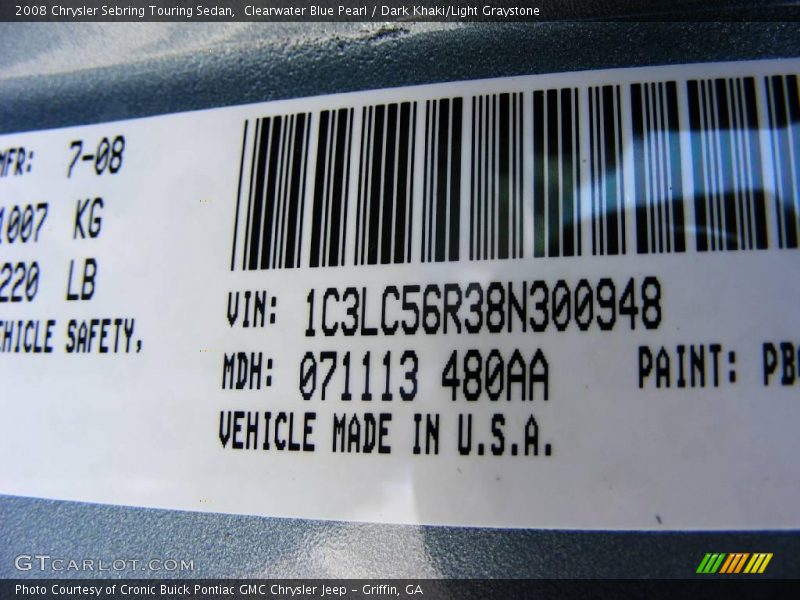 2008 Chrysler Sebring Touring Sedan, Clearwater Blue Pearl / Dark Khaki/Light Graystone
MFR: 7-08
1007 KG
220 LB
EHICLE SAFETY,
VIN: 1C3LC56R38N300948
MDH: 071113 480AA
PAINT: PB
VEHICLE MADE IN U.S.A.
GTCARLOT.COM
Photo Courtesy of Cronic Buick Pontiac GMC Chrysler Jeep - Griffin, GA